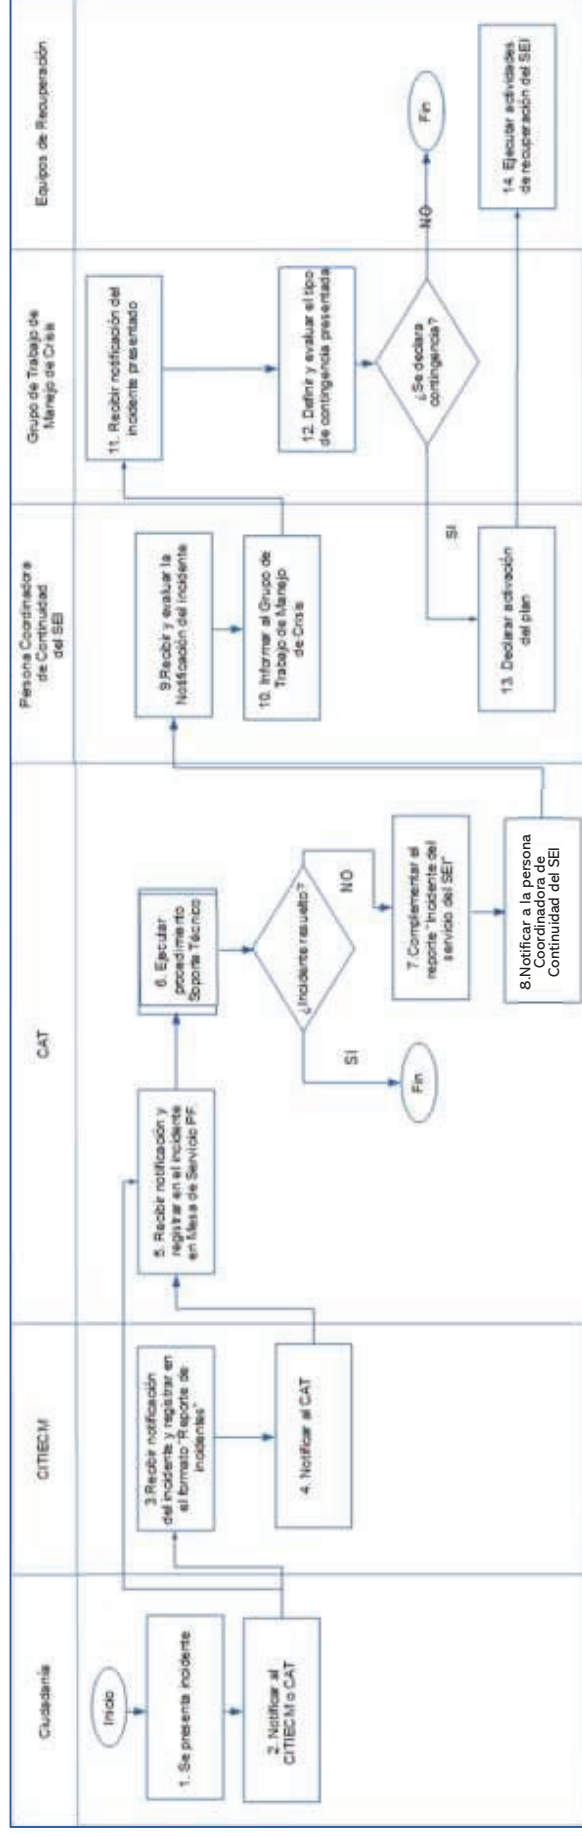 Ciudadanía
CITIECM
CAT
Persona Coordinadora
de Continuidad
del SEI
Grupo de Trabajo de
Manejo de Crisis
Equipos de Recuperación
Inicio
1. Se presenta incidente
2. Notificar al
CITIECM o CAT
3.Recibir notificación
del incidente y registrar en
el formato "Reporte de
incidentes"
4. Notificar al CAT
5. Recibir notificación y
registrar en el incidente
en Mesa de Servicio PF.
6. Ejecutar
procedimiento
Soporte Técnico
¿Incidente resuelto?
SI
Fin
NO
7. Complementar el
reporte "Incidente del
servicio del SEI"
8.Notificar a la persona
Coordinadora de
Continuidad del SEI
9.Recibir y evaluar la
Notificación del incidente
10. Informar al Grupo de
Trabajo de Manejo
de Crisis
11. Recibir notificación del
incidente presentado
12. Definir y evaluar el tipo
de contingencia presentada
¿Se declara
contingencia?
NO
Fin
SI
13. Declarar activación
del plan
14. Ejecutar actividades
de recuperación del SEI